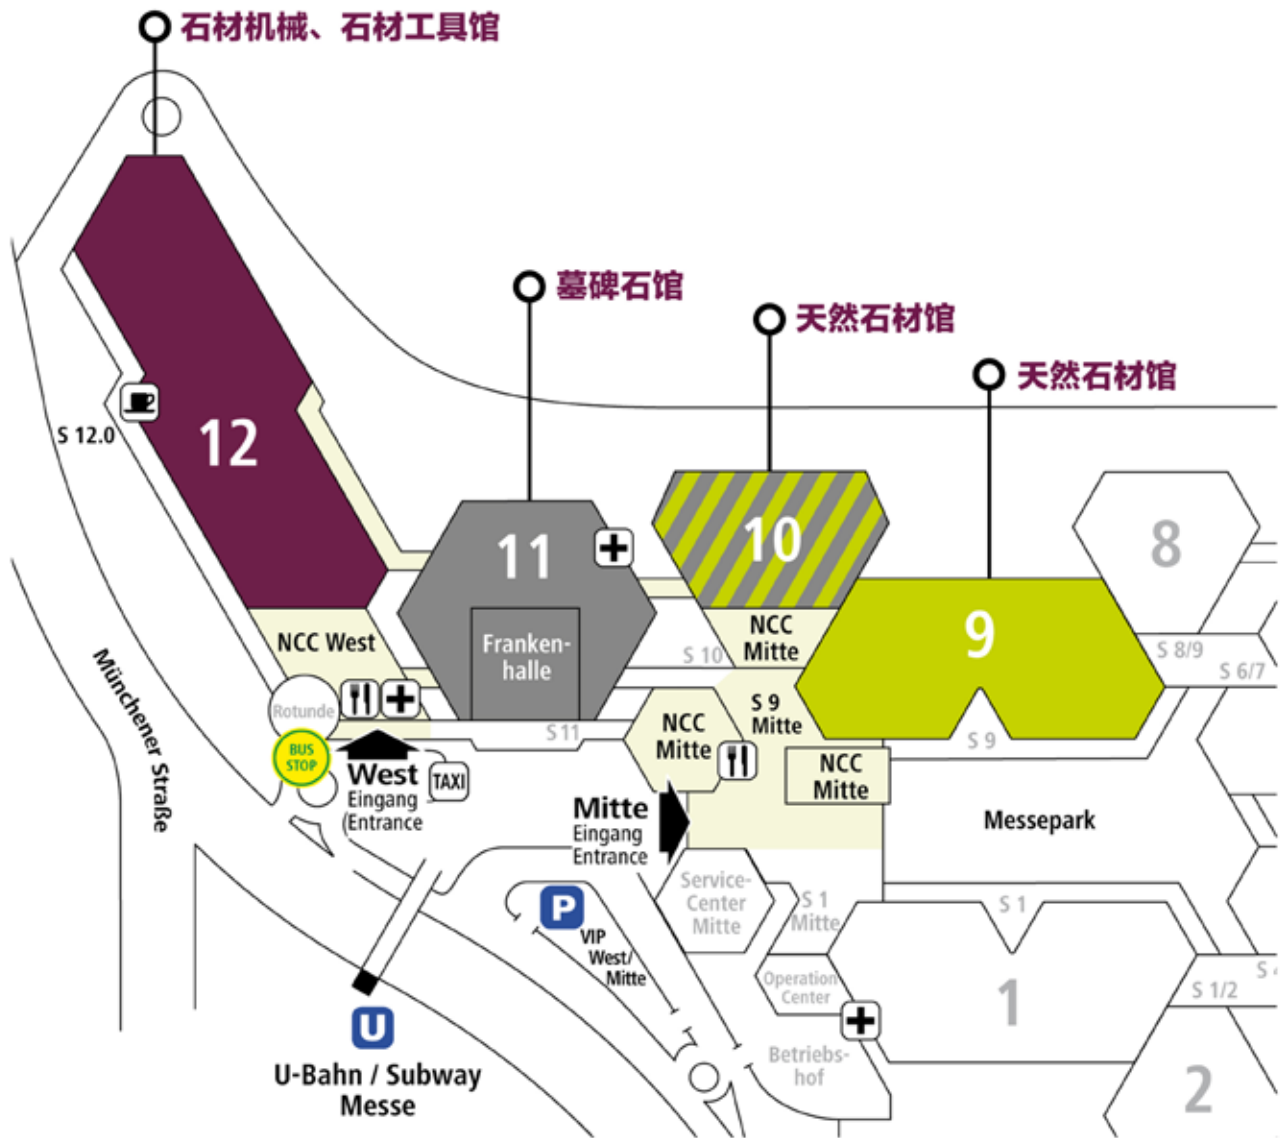 石材机械、石材工具馆
墓碑石馆
天然石材馆
天然石材馆
12
S 12.0
11
10
8
9
Franken-
halle
NCC West
NCC
Mitte
S 10
S 8/9
S 6/7
Rotunde
NCC
Mitte
S 9
Mitte
S 11
S 9
BUS
STOP
Münchener Straße
West
Eingang
(Entrance
TAXI
NCC
Mitte
Mitte
Eingang
Entrance
Messepark
Service-
Center
Mitte
S 1
Mitte
S 1
P
VIP
West/
Mitte
Operation
Center
1
S 4
S 1/2
U
U-Bahn / Subway
Messe
Betriebs-
hof
2